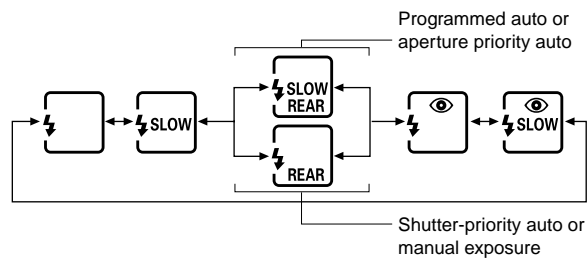 Programmed auto or
aperture priority auto
SLOW
SLOW
REAR
REAR
SLOW
Shutter-priority auto or
manual exposure